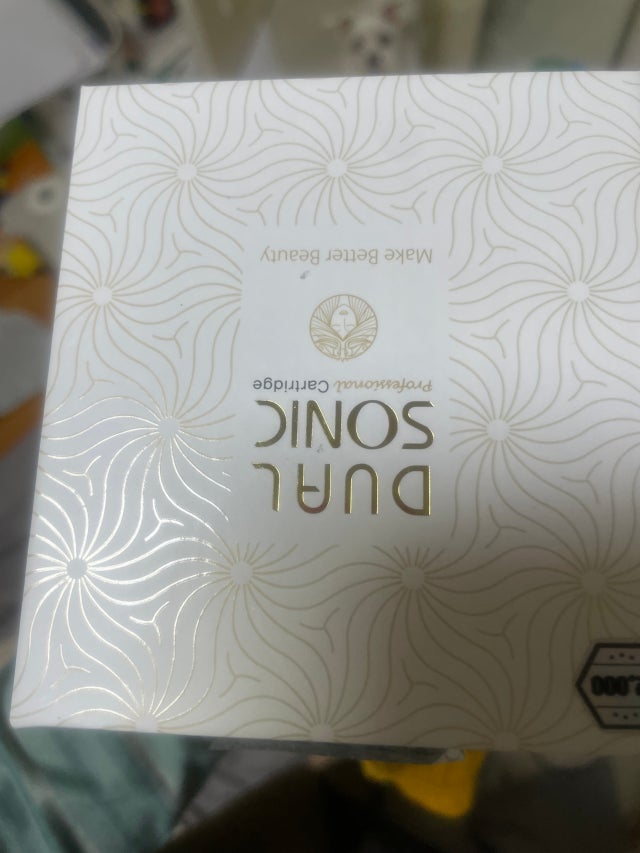 DUAL
SONIC
Professional Cartridge
Make Better Beauty